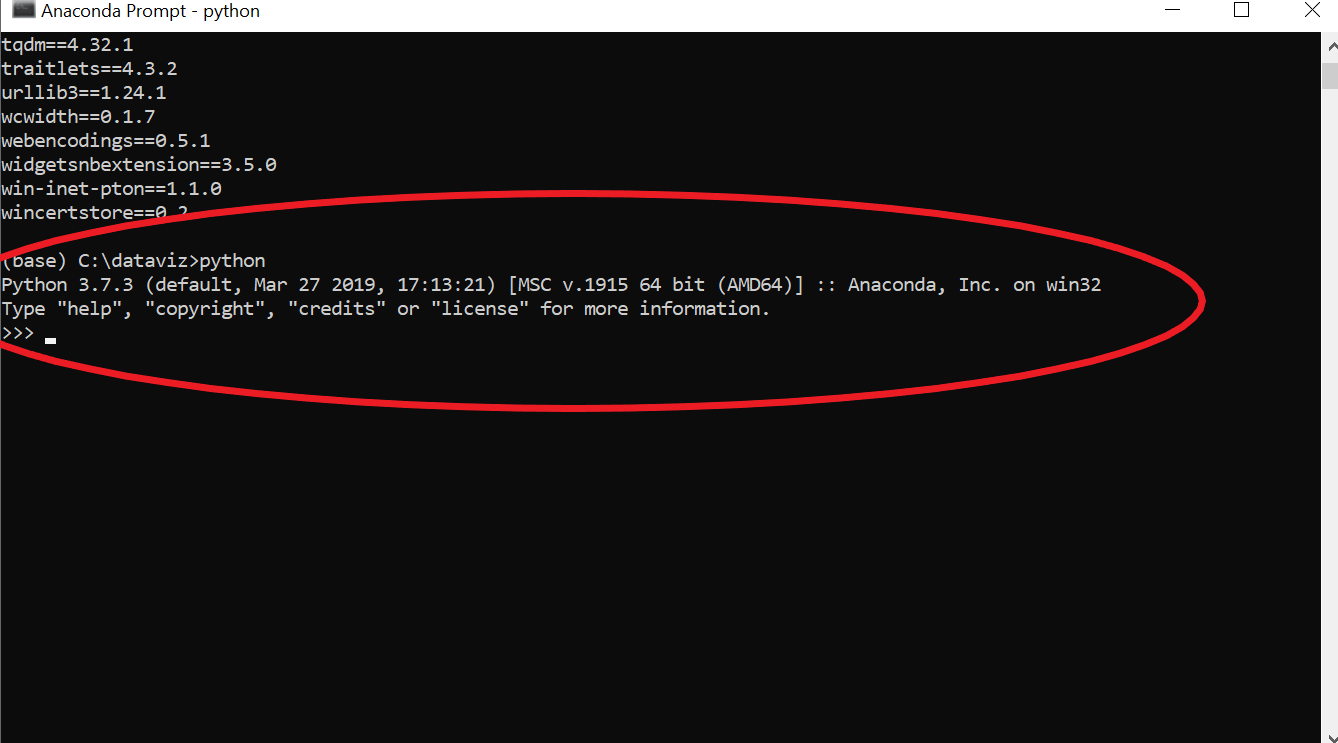 Anaconda Prompt - python
tqdm==4.32.1
traitlets==4.3.2
urllib3==1.24.1
wcwidth==0.1.7
webencodings==0.5.1
widgetsnbextension==3.5.0
win-inet-pton==1.1.0
wincertstore==0.2
(base) C:\dataviz>python
Python 3.7.3 (default, Mar 27 2019, 17:13:21) [MSC v.1915 64 bit (AMD64)] :: Anaconda, Inc. on win32
Type "help", "copyright", "credits" or "license" for more information.
>>>